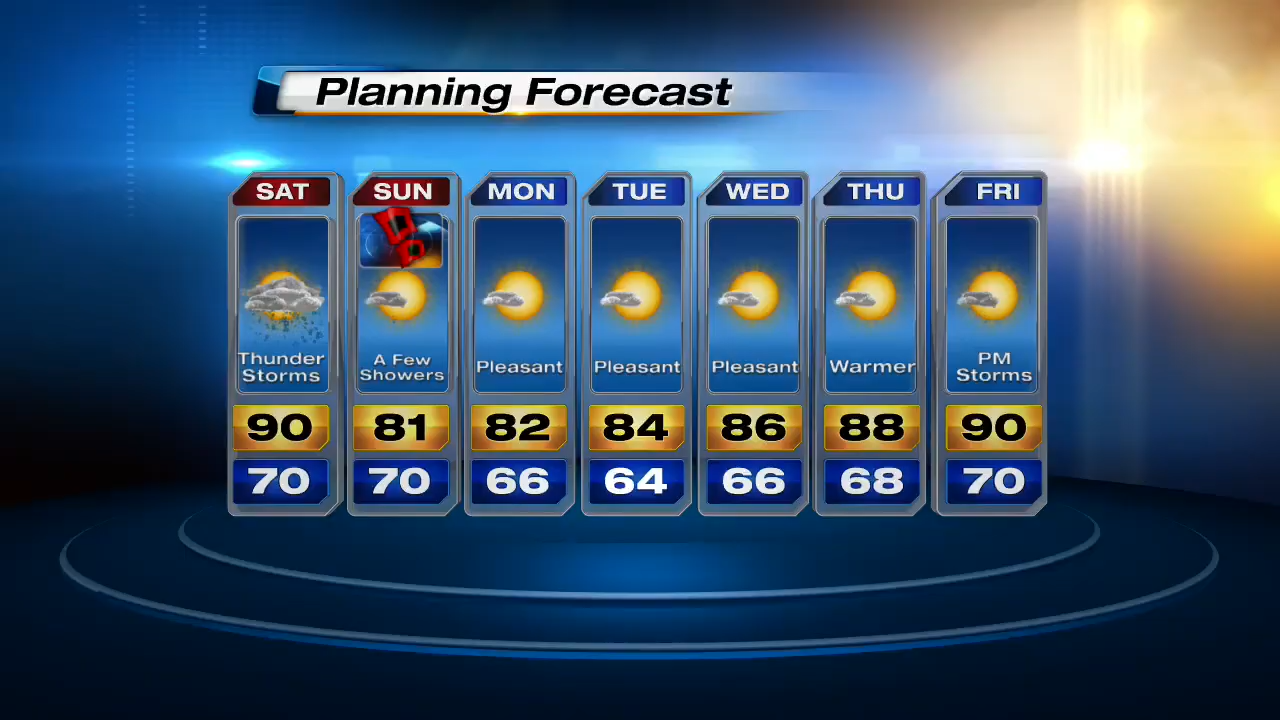 Planning Forecast
SAT SUN MON TUE WED THU FRI
Thunder Storms
A Few Showers
Pleasant
Pleasant
Pleasant
Warmer
PM Storms
90 81 82 84 86 88 90
70 70 66 64 66 68 70